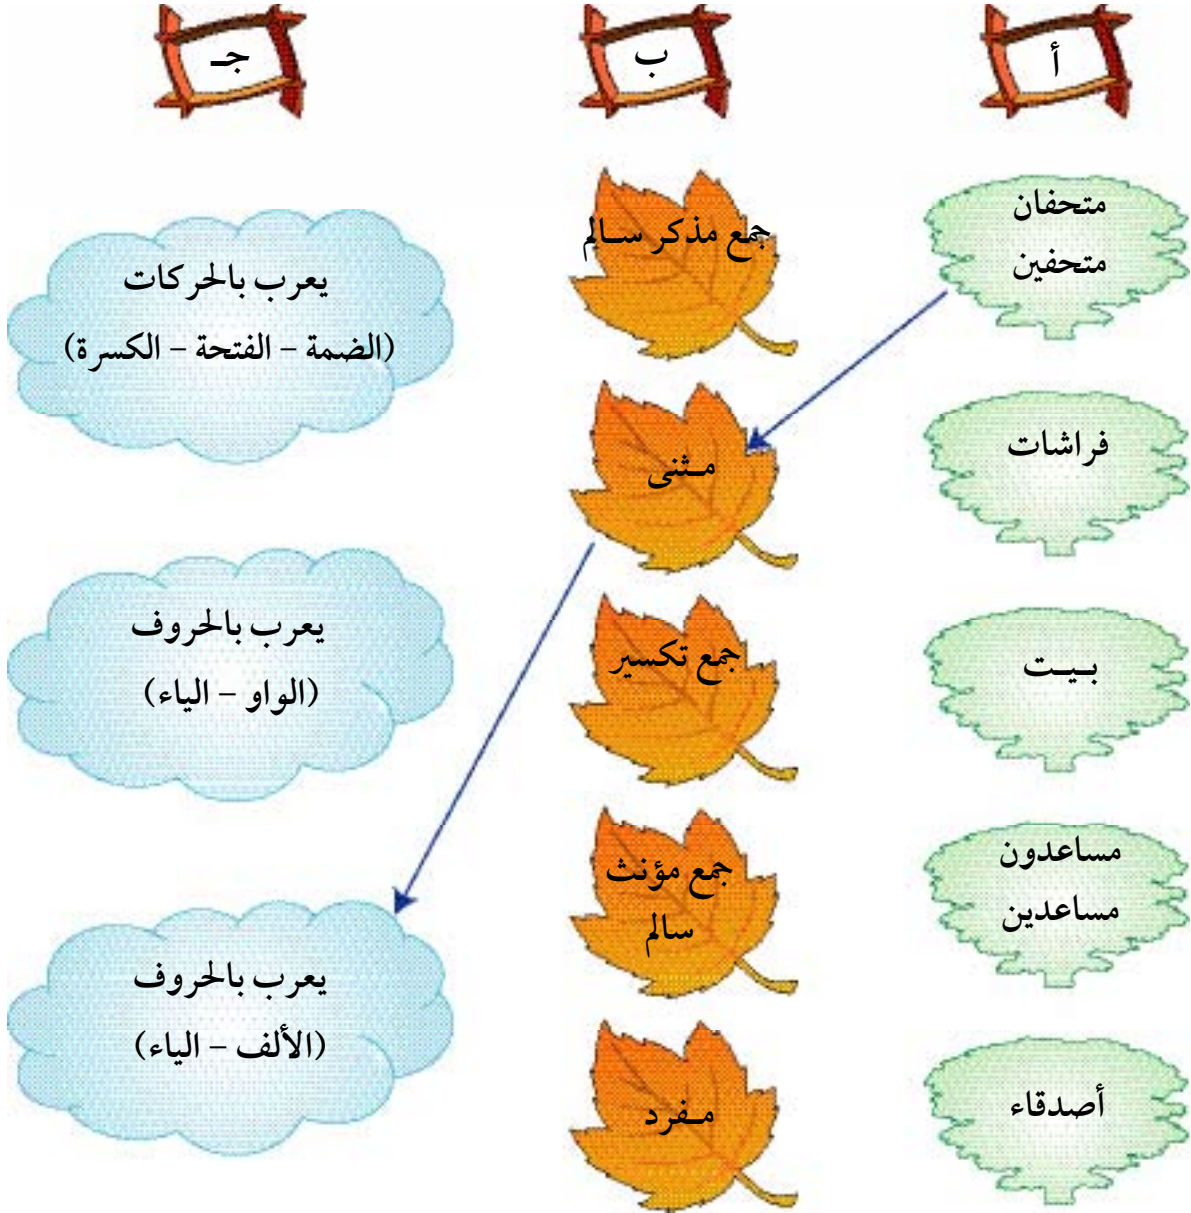 أ
ب
جـ
متحفان
متحفين
جمع مذكر سالم
يعرب بالحركات
(الضمة – الفتحة – الكسرة)
فراشات
مثنى
بيت
جمع تكسير
يعرب بالحروف
(الواو – الياء)
مساعدون
مساعدين
جمع مؤنث
سالم
يعرب بالحروف
(الألف – الياء)
أصدقاء
مفرد